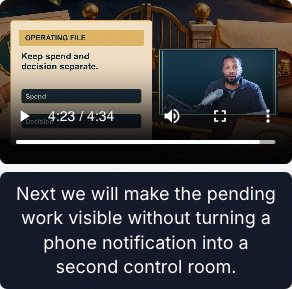 OPERATING FILE
Keep spend and
decision separate.
Spend
Decision
4:23 / 4:34
Next we will make the pending
work visible without turning a
phone notification into a
second control room.